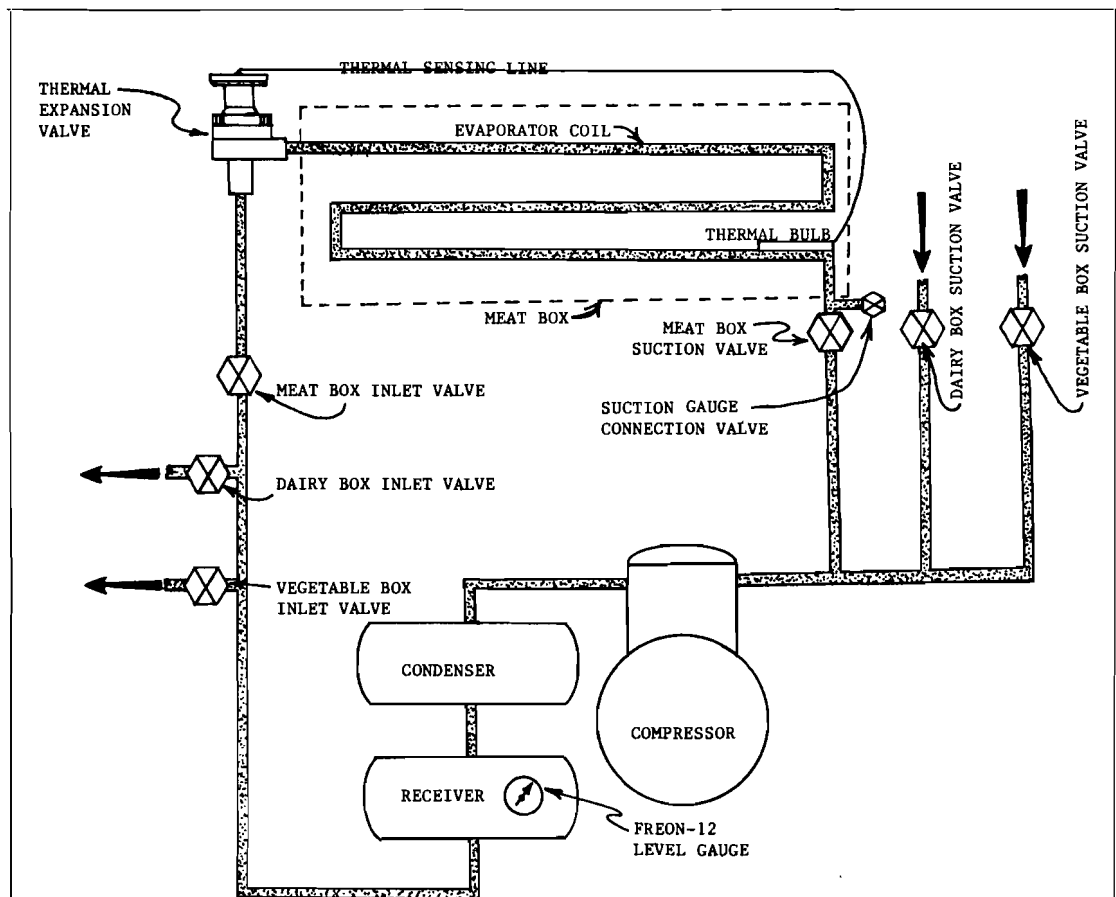 THERMAL SENSING LINE
THERMAL
EXPANSION
VALVE
EVAPORATOR COIL
THERMAL BULB
MEAT BOX
MEAT BOX
SUCTION VALVE
DAIRY BOX SUCTION VALVE
VEGETABLE BOX SUCTION VALVE
MEAT BOX INLET VALVE
SUCTION GAUGE
CONNECTION VALVE
DAIRY BOX INLET VALVE
VEGETABLE BOX
INLET VALVE
CONDENSER
COMPRESSOR
RECEIVER
FREON-12
LEVEL GAUGE